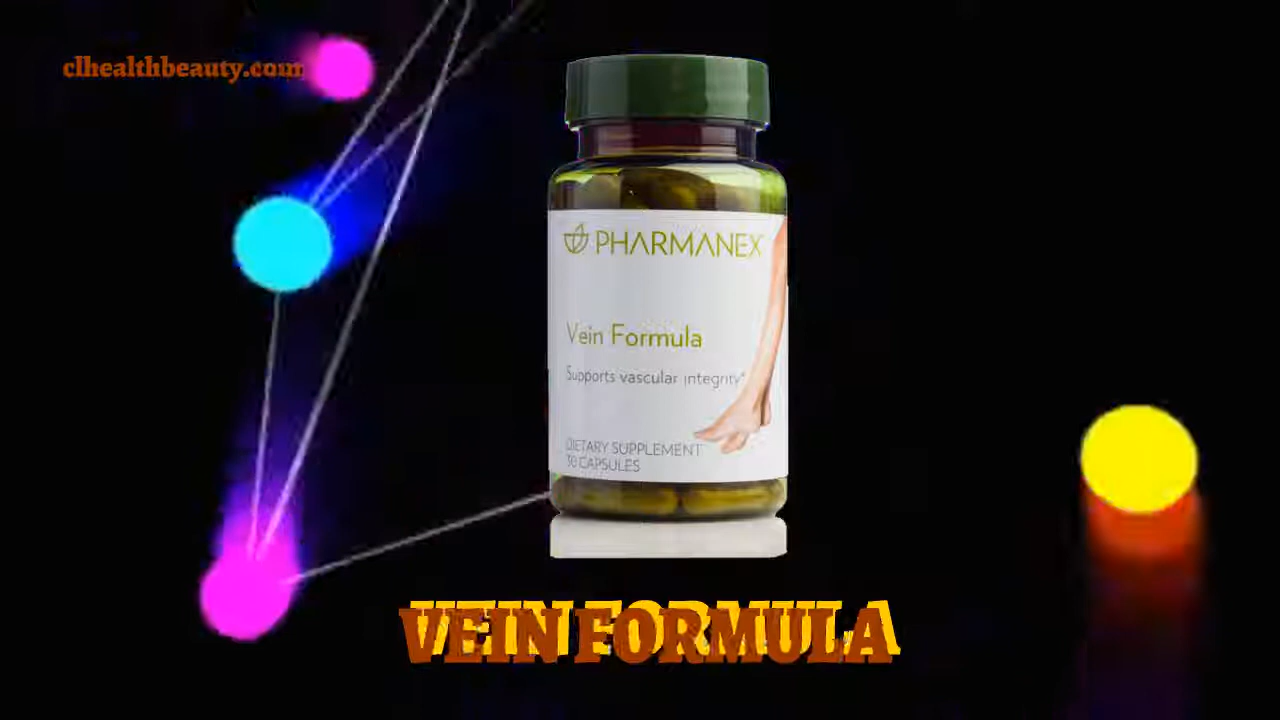 clhealthbeauty.com
PHARMANEX
Vein Formula
Supports vascular integrity*
DIETARY SUPPLEMENT
30 CAPSULES
VEIN FORMULA